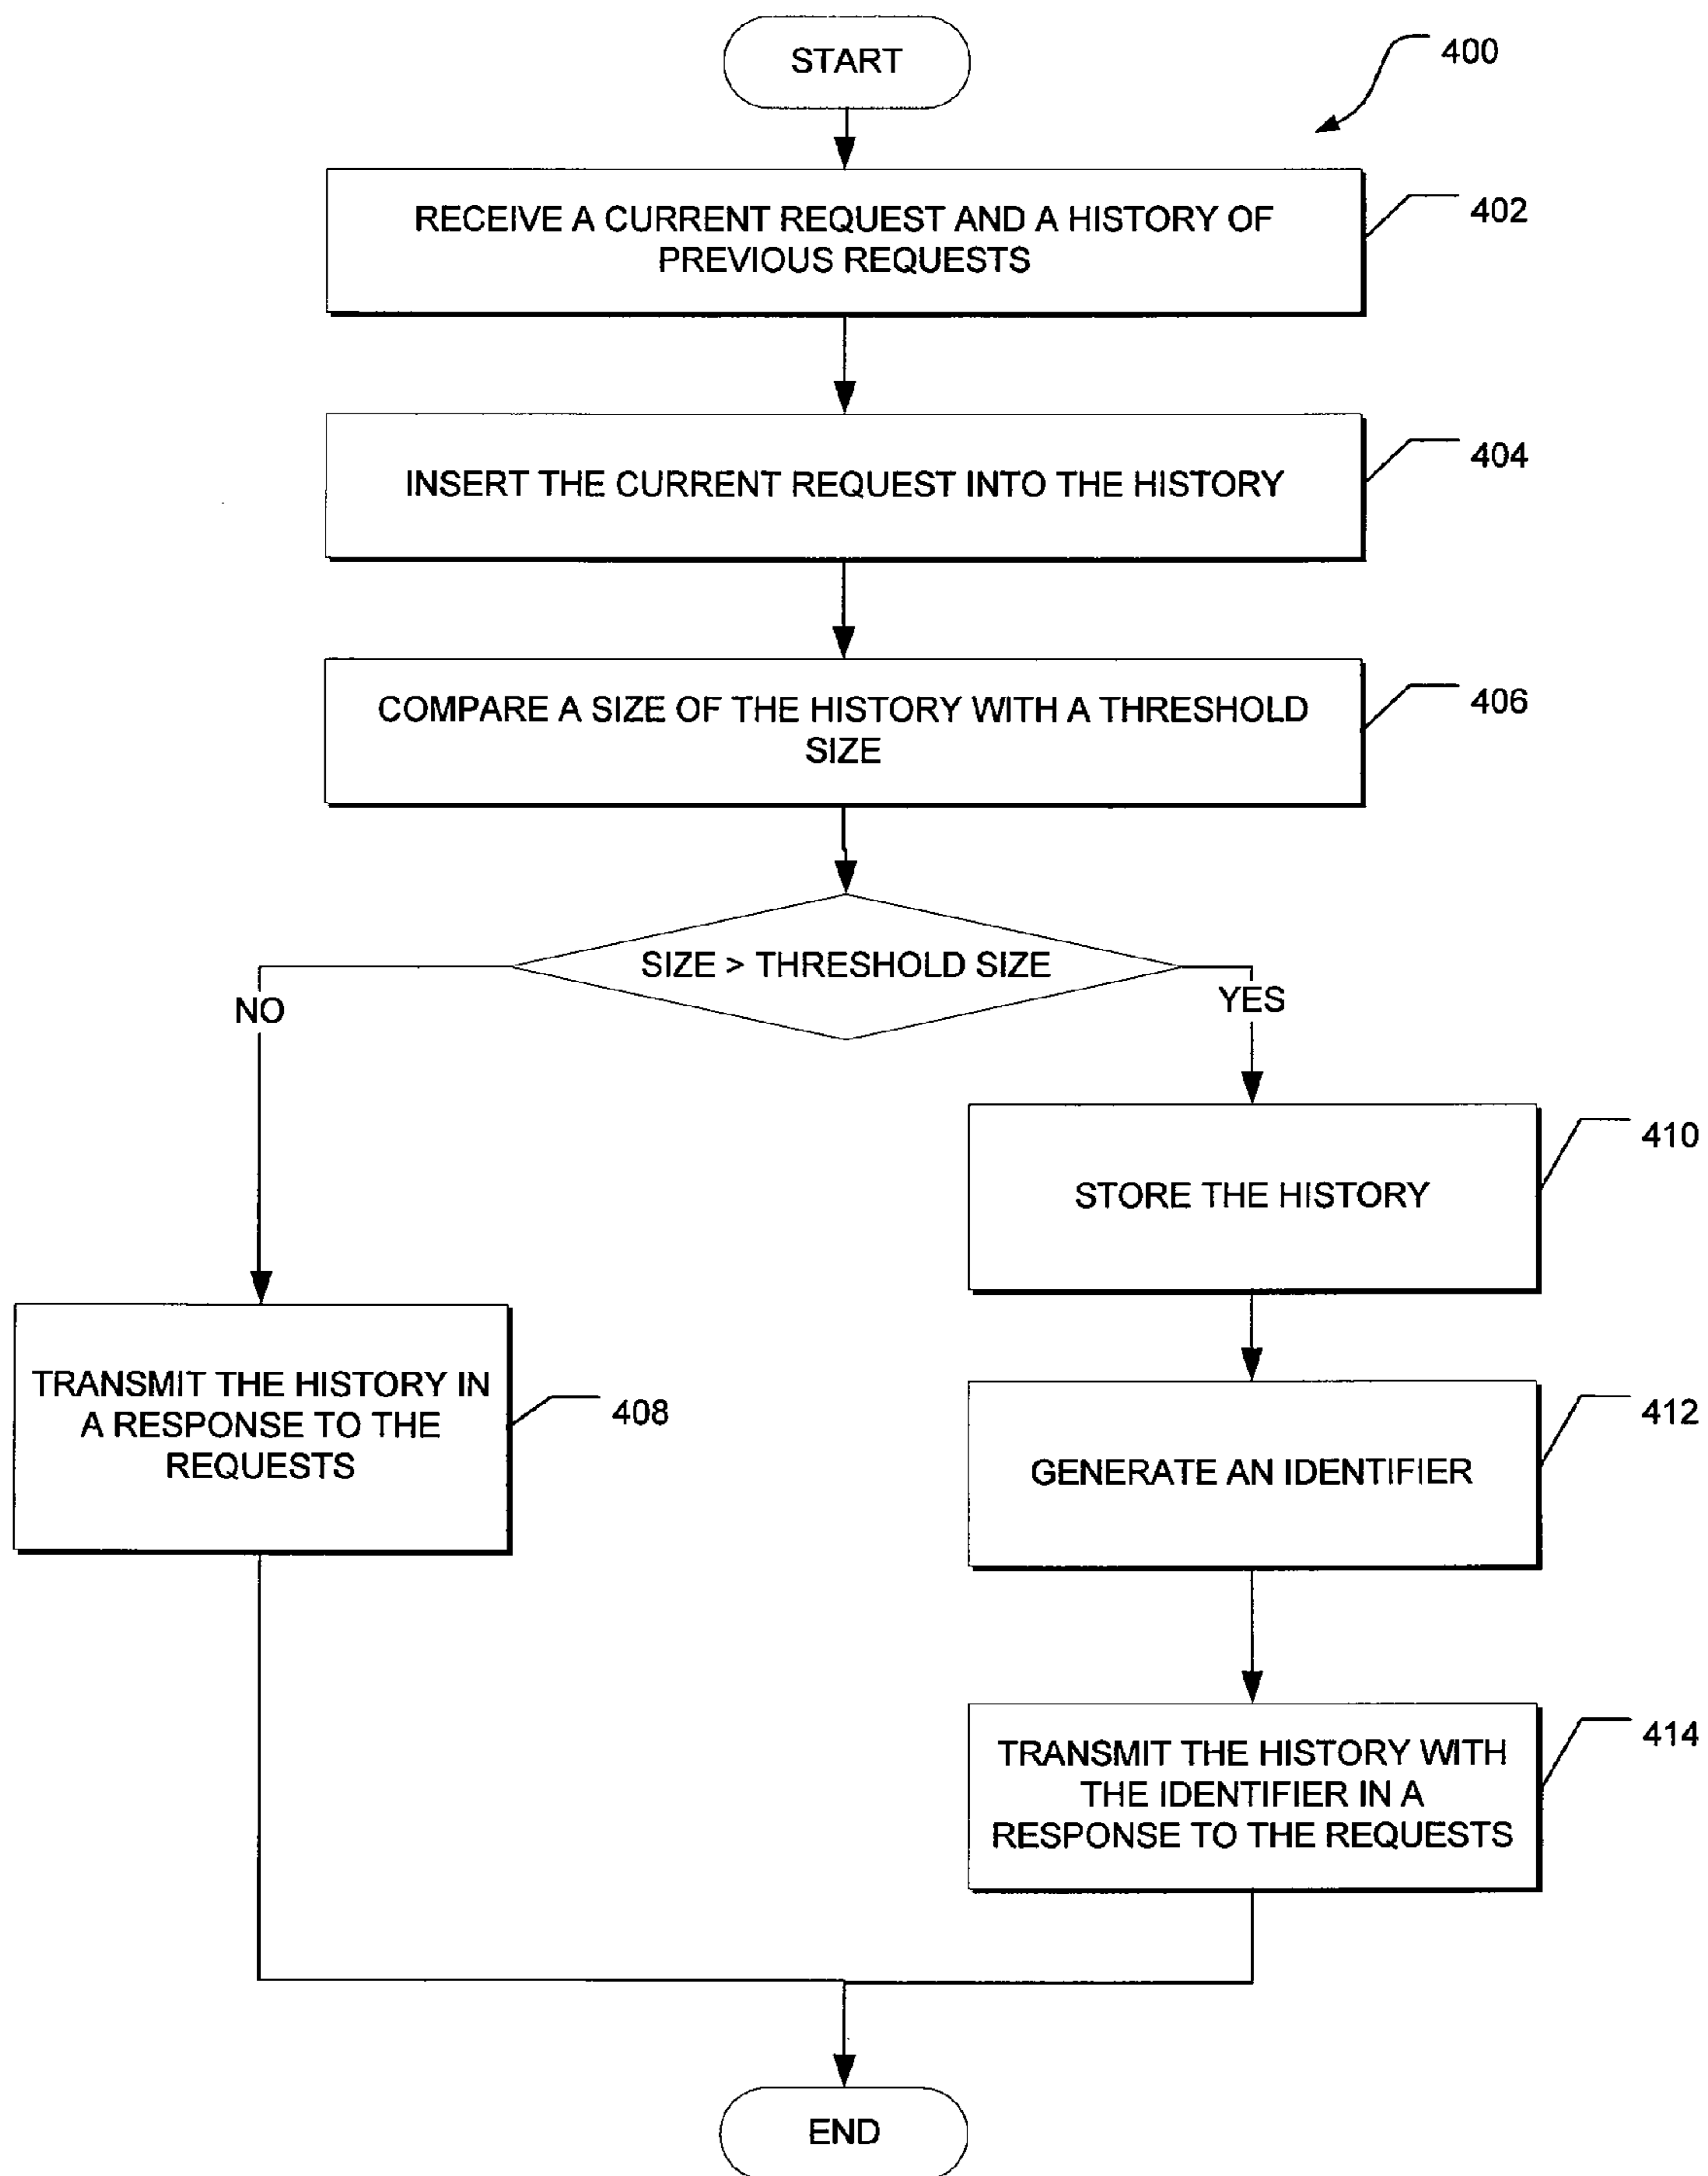 START
400
RECEIVE A CURRENT REQUEST AND A HISTORY OF
PREVIOUS REQUESTS
402
INSERT THE CURRENT REQUEST INTO THE HISTORY
404
COMPARE A SIZE OF THE HISTORY WITH A THRESHOLD
SIZE
406
SIZE > THRESHOLD SIZE
NO
YES
STORE THE HISTORY
410
TRANSMIT THE HISTORY IN
A RESPONSE TO THE
REQUESTS
408
GENERATE AN IDENTIFIER
412
TRANSMIT THE HISTORY WITH
THE IDENTIFIER IN A
RESPONSE TO THE REQUESTS
414
END